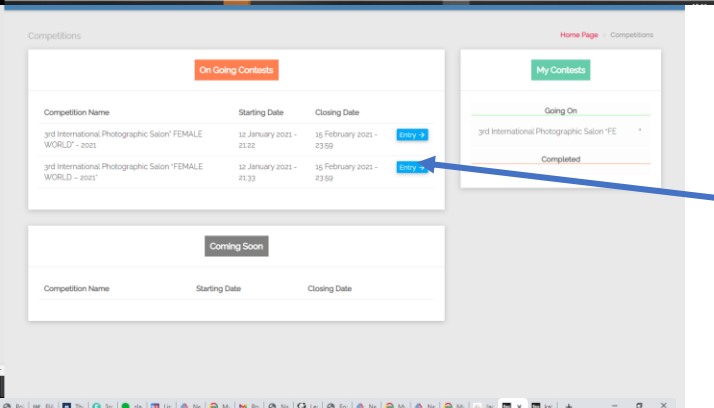 Competitions
Home Page
Competitions
On Going Contests
Competition Name Starting Date Closing Date
3rd International Photographic Salon" FEMALE 12 January 2021 - 15 February 2021 - Entry →
WORLD" - 2021 21:22 23:59
3rd International Photographic Salon "FEMALE 12 January 2021 - 15 February 2021 - Entry →
WORLD - 2021" 21:33 23:59
My Contests
Going On
3rd International Photographic Salon "FE
Completed
Coming Soon
Competition Name Starting Date Closing Date